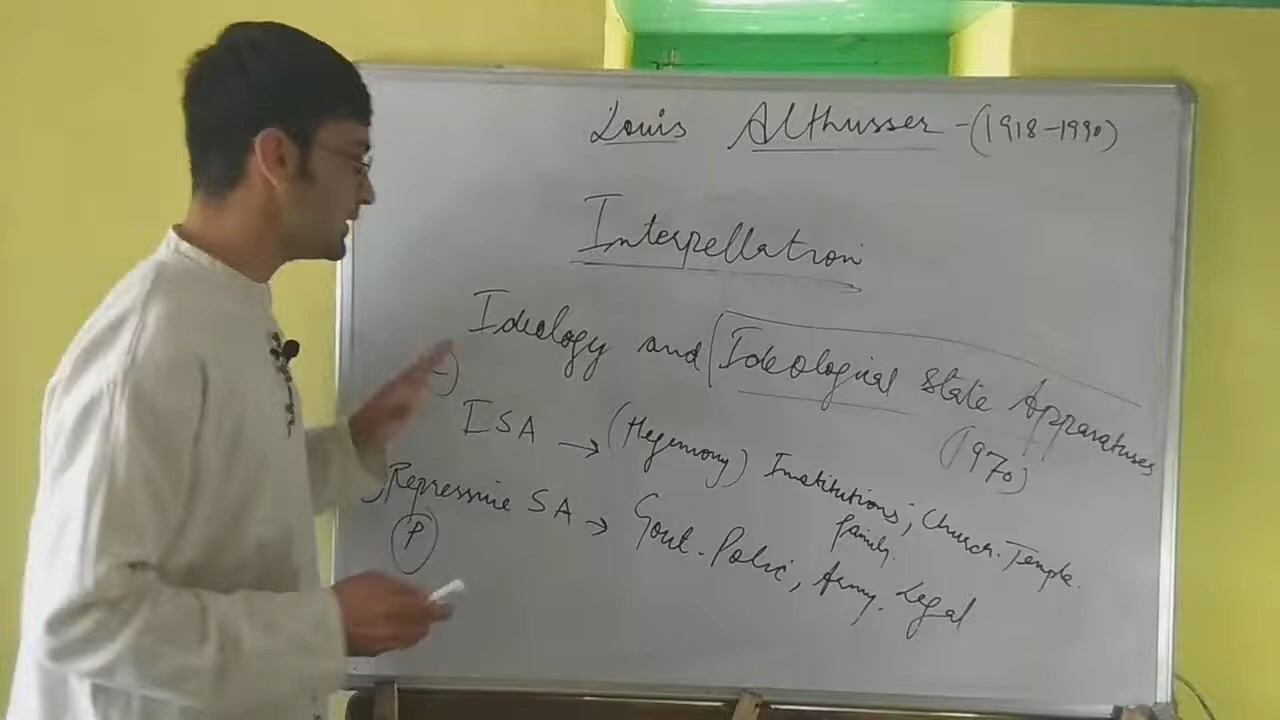 Louis Althusser - (1918-1990)
Interpellation
Ideology and Ideological State Apparatuses
(1970)
ISA → (Hegemony) Institutions; Church. Temple.
family.
Repressive SA → Govt. Police, Army. Legal
P